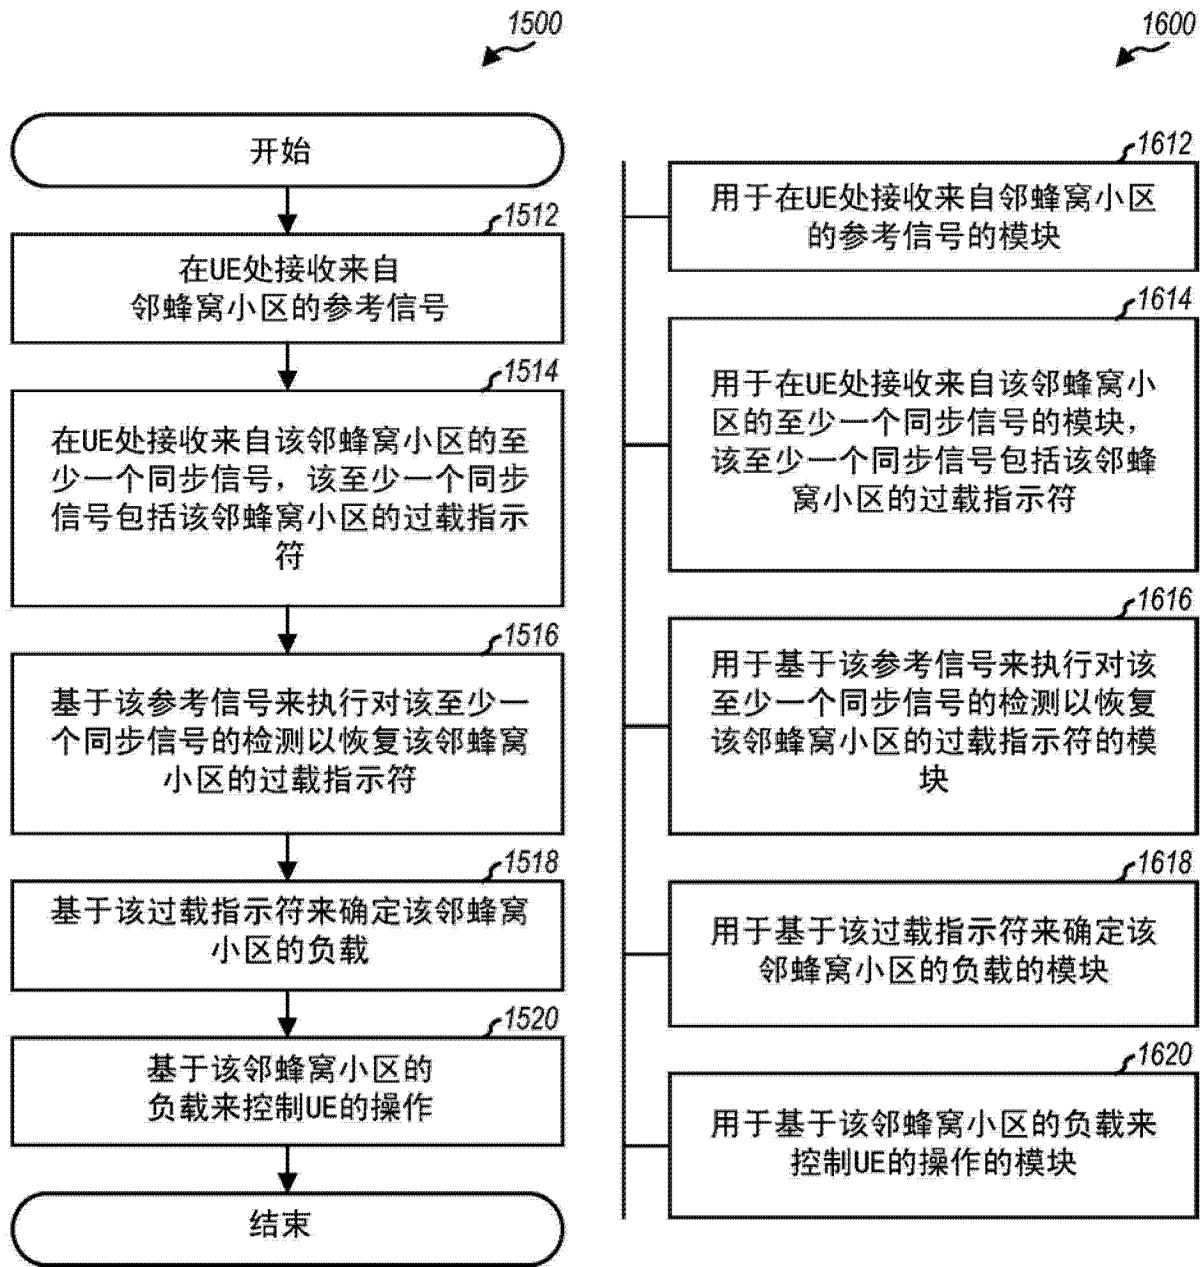 1500
开始
1512
在UE处接收来自
邻蜂窝小区的参考信号
1514
在UE处接收来自该邻蜂窝小区的至
少一个同步信号，该至少一个同步
信号包括该邻蜂窝小区的过载指示
符
1516
基于该参考信号来执行对该至少一
个同步信号的检测以恢复该邻蜂窝
小区的过载指示符
1518
基于该过载指示符来确定该邻蜂窝
小区的负载
1520
基于该邻蜂窝小区的
负载来控制UE的操作
结束
1600
1612
用于在UE处接收来自邻蜂窝小区
的参考信号的模块
1614
用于在UE处接收来自该邻蜂窝小
区的至少一个同步信号的模块，
该至少一个同步信号包括该邻蜂
窝小区的过载指示符
1616
用于基于该参考信号来执行对该
至少一个同步信号的检测以恢复
该邻蜂窝小区的过载指示符的模
块
1618
用于基于该过载指示符来确定该
邻蜂窝小区的负载的模块
1620
用于基于该邻蜂窝小区的负载来
控制UE的操作的模块